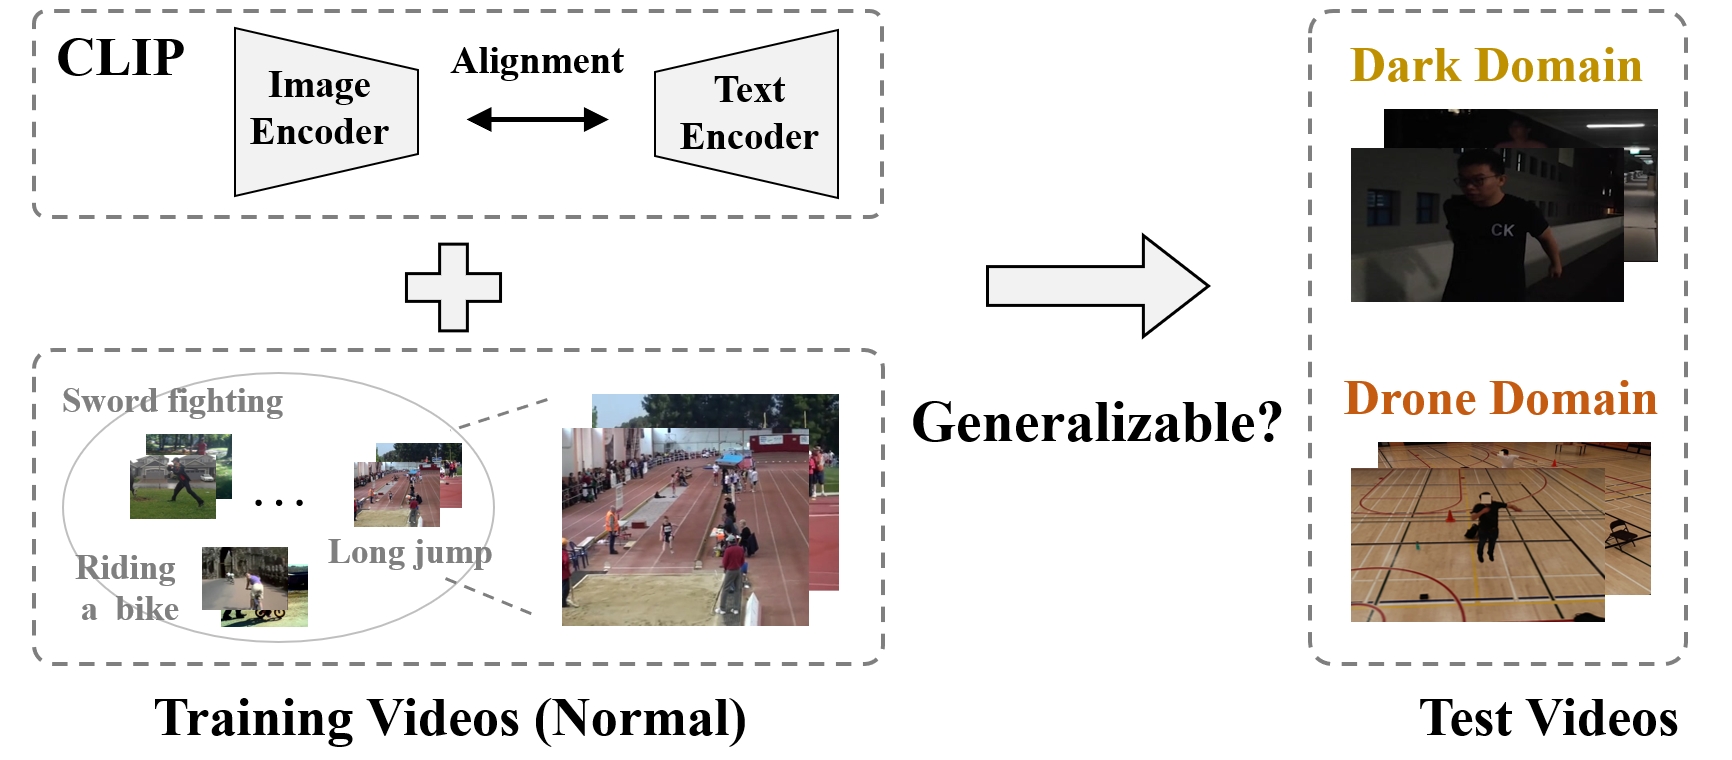 CLIP
Image
Encoder
Alignment
Text
Encoder
Sword fighting
. . .
Long jump
Riding
a bike
Training Videos (Normal)
Generalizable?
Dark Domain
CK
Drone Domain
Test Videos